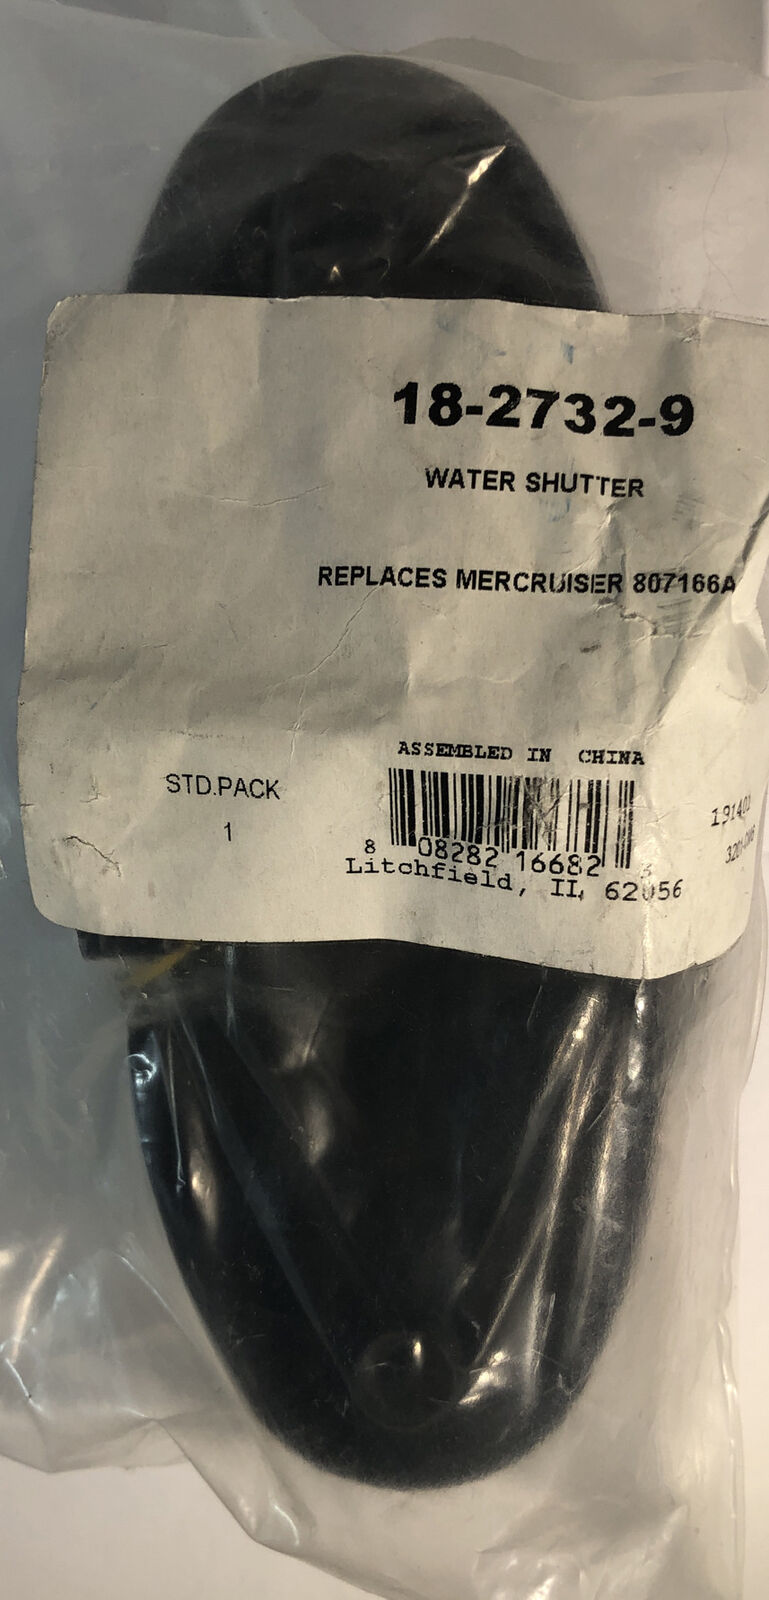 18-2732-9
WATER SHUTTER
REPLACES MERCRUISER 807166A
ASSEMBLED IN CHINA
STD.PACK
1
8 08282 16682
Litchfield, IL 62056